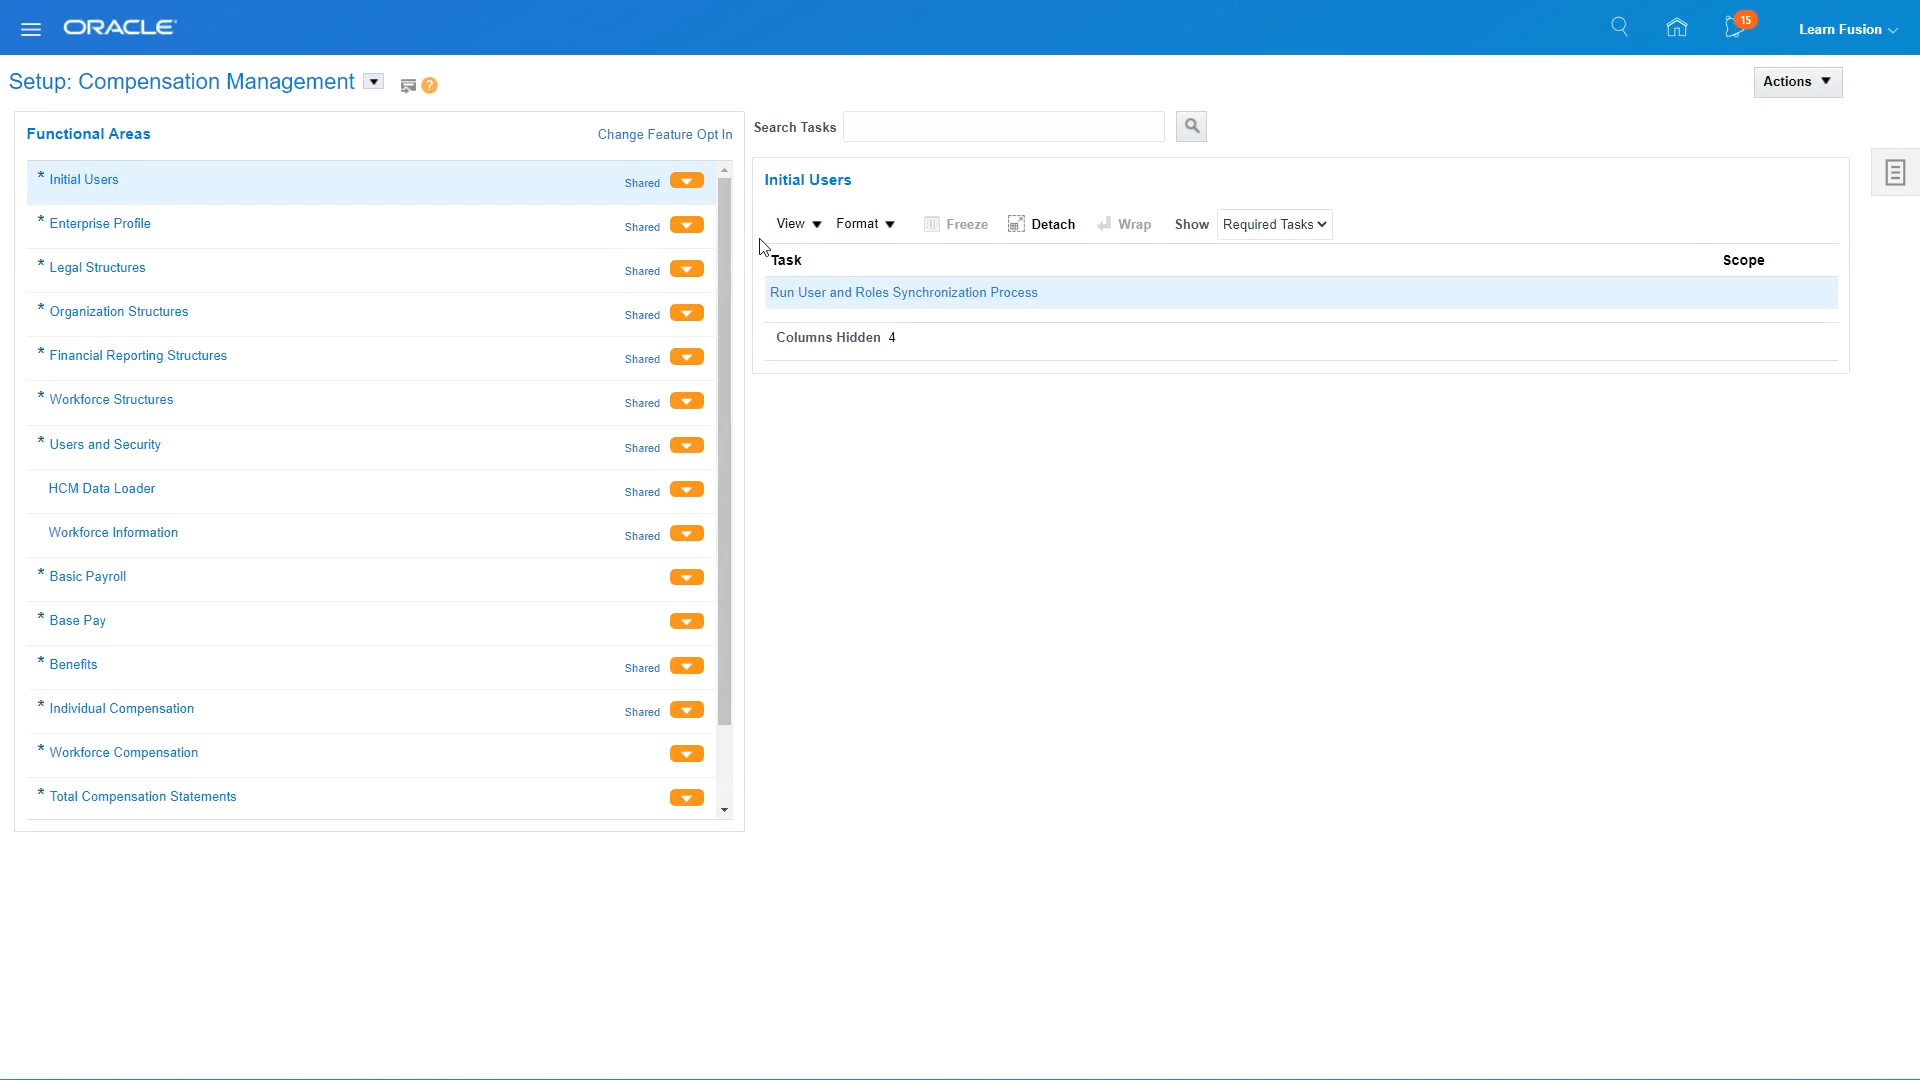 ORACLE
15
Learn Fusion
Setup: Compensation Management
?
Actions
Functional Areas
Change Feature Opt In
* Initial Users Shared
* Enterprise Profile Shared
* Legal Structures Shared
* Organization Structures Shared
* Financial Reporting Structures Shared
* Workforce Structures Shared
* Users and Security Shared
HCM Data Loader Shared
Workforce Information Shared
* Basic Payroll
* Base Pay
* Benefits Shared
* Individual Compensation Shared
* Workforce Compensation
* Total Compensation Statements
Search Tasks
Initial Users
View Format Freeze Detach Wrap Show Required Tasks
Task Scope
Run User and Roles Synchronization Process
Columns Hidden 4